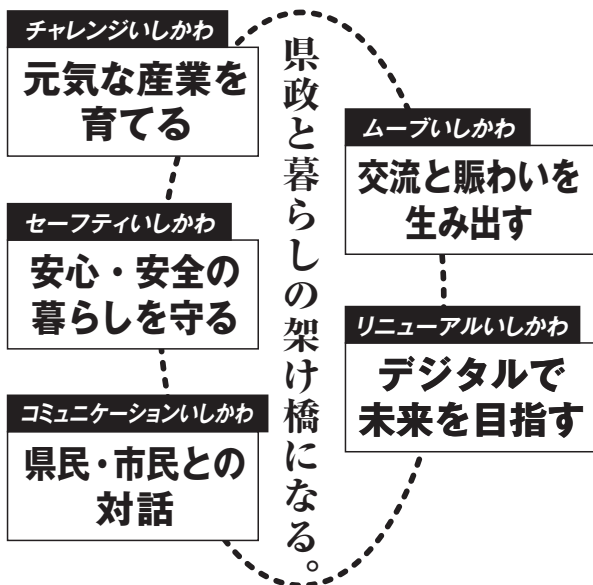 チャレンジいしかわ
元気な産業を
育てる
セーフティいしかわ
安心・安全の
暮らしを守る
コミュニケーションいしかわ
県民・市民との
対話
県政と暮らしの架け橋になる。
ムーブいしかわ
交流と賑わいを
生み出す
リニューアルいしかわ
デジタルで
未来を目指す